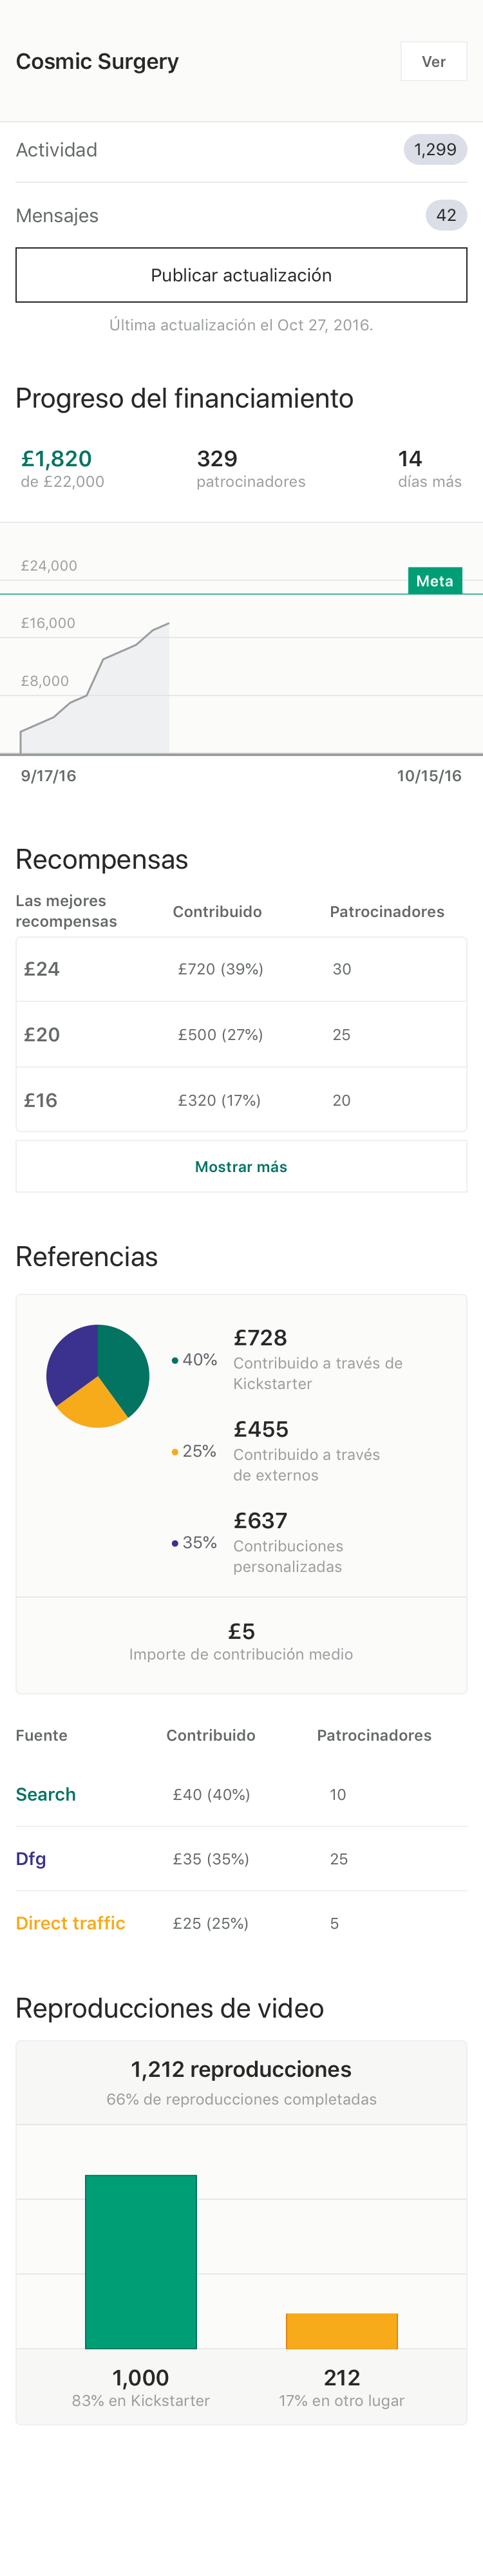 Cosmic Surgery
Ver
Actividad
1,299
Mensajes
42
Publicar actualización
Última actualización el Oct 27, 2016.
Progreso del financiamiento
£1,820
de £22,000
329
patrocinadores
14
días más
£24,000
Meta
£16,000
£8,000
9/17/16
10/15/16
Recompensas
Las mejores
recompensas
Contribuido
Patrocinadores
£24
£720 (39%)
30
£20
£500 (27%)
25
£16
£320 (17%)
20
Mostrar más
Referencias
40%
£728
Contribuido a través de
Kickstarter
25%
£455
Contribuido a través
de externos
35%
£637
Contribuciones
personalizadas
£5
Importe de contribución medio
Fuente
Contribuido
Patrocinadores
Search
£40 (40%)
10
Dfg
£35 (35%)
25
Direct traffic
£25 (25%)
5
Reproducciones de video
1,212 reproducciones
66% de reproducciones completadas
1,000
83% en Kickstarter
212
17% en otro lugar